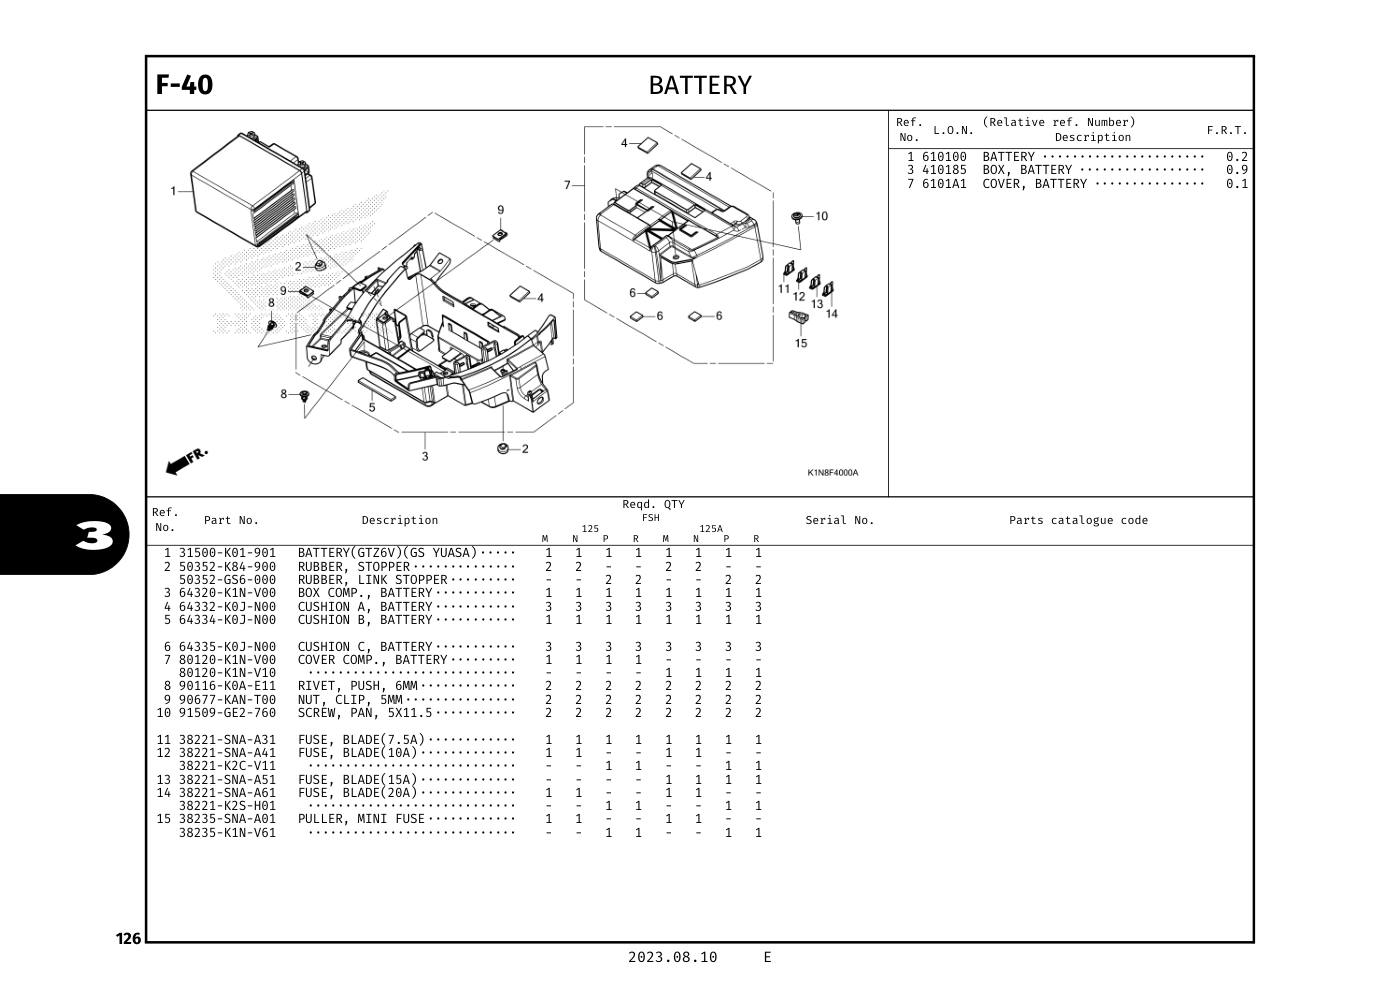 F-40
BATTERY
1
2
9
8
8
9
5
3
2
4
7
4
4
6
6
6
10
11
12
13
14
15
FR.
HONDA
K1N8F4000A
Ref. No. L.O.N. (Relative ref. Number) Description F.R.T.
1 610100 BATTERY ······················ 0.2
3 410185 BOX, BATTERY ················· 0.9
7 6101A1 COVER, BATTERY ··············· 0.1
3
Ref. No. Part No. Description Reqd. QTY Serial No. Parts catalogue code
FSH
125 125A
M N P R M N P R
1 31500-K01-901 BATTERY(GTZ6V)(GS YUASA)····· 1 1 1 1 1 1 1 1
2 50352-K84-900 RUBBER, STOPPER·············· 2 2 - - 2 2 - -
50352-GS6-000 RUBBER, LINK STOPPER········· - - 2 2 - - 2 2
3 64320-K1N-V00 BOX COMP., BATTERY··········· 1 1 1 1 1 1 1 1
4 64332-K0J-N00 CUSHION A, BATTERY··········· 3 3 3 3 3 3 3 3
5 64334-K0J-N00 CUSHION B, BATTERY··········· 1 1 1 1 1 1 1 1
6 64335-K0J-N00 CUSHION C, BATTERY··········· 3 3 3 3 3 3 3 3
7 80120-K1N-V00 COVER COMP., BATTERY········· 1 1 1 1 - - - -
80120-K1N-V10 ···························· - - - - 1 1 1 1
8 90116-K0A-E11 RIVET, PUSH, 6MM············· 2 2 2 2 2 2 2 2
9 90677-KAN-T00 NUT, CLIP, 5MM··············· 2 2 2 2 2 2 2 2
10 91509-GE2-760 SCREW, PAN, 5X11.5··········· 2 2 2 2 2 2 2 2
11 38221-SNA-A31 FUSE, BLADE(7.5A)············ 1 1 1 1 1 1 1 1
12 38221-SNA-A41 FUSE, BLADE(10A)············· 1 1 - - 1 1 - -
38221-K2C-V11 ···························· - - 1 1 - - 1 1
13 38221-SNA-A51 FUSE, BLADE(15A)············· - - - - 1 1 1 1
14 38221-SNA-A61 FUSE, BLADE(20A)············· 1 1 - - 1 1 - -
38221-K2S-H01 ···························· - - 1 1 - - 1 1
15 38235-SNA-A01 PULLER, MINI FUSE············ 1 1 - - 1 1 - -
38235-K1N-V61 ···························· - - 1 1 - - 1 1
126
2023.08.10 E